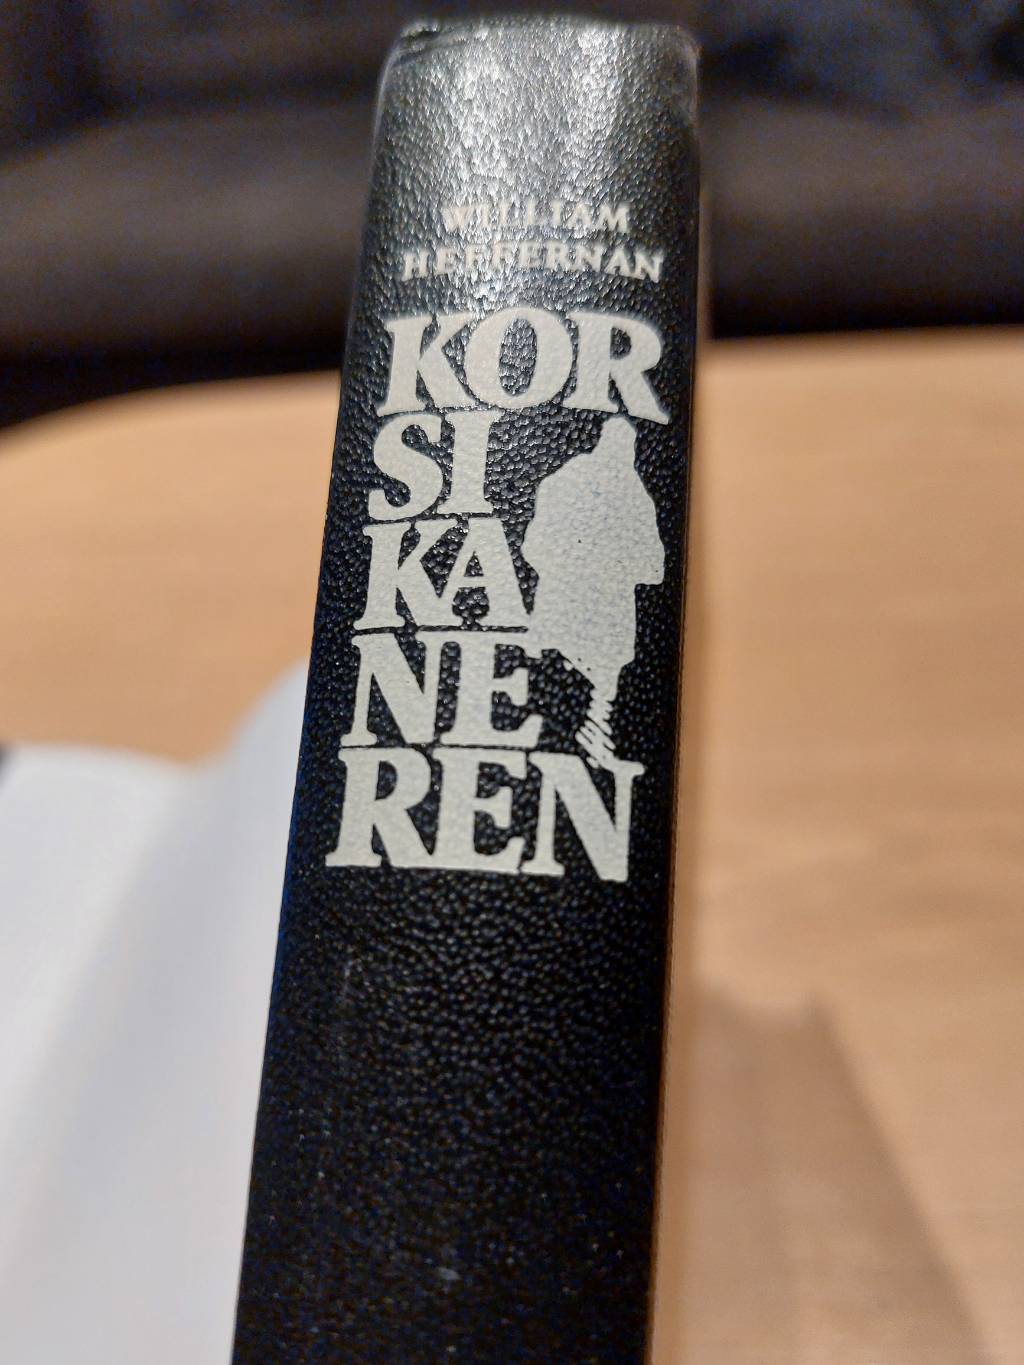 WILLIAM
HEFFERNAN
KOR
SI
KA
NE
REN